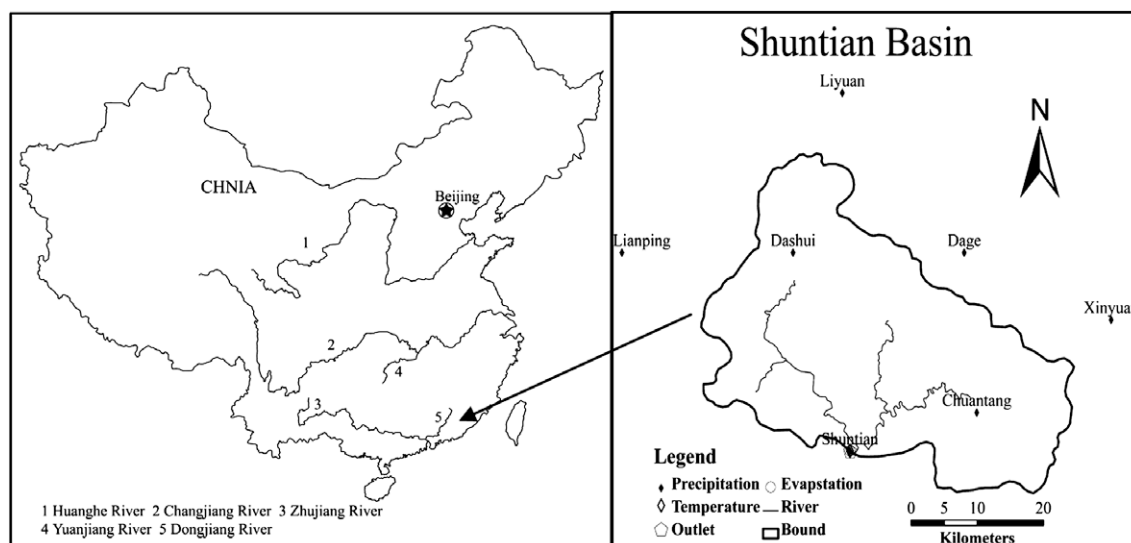 CHNIA
Beijing
1
2
4
3
5
1 Huanghe River 2 Changjiang River 3 Zhujiang River
4 Yuanjiang River 5 Dongjiang River
Shuntian Basin
Liyuan
N
Lianping
Dashui
Dage
Xinyua
Chuantang
Shuntian
Legend
Precipitation Evapstation
Temperature River
Outlet Bound
0 5 10 20
Kilometers